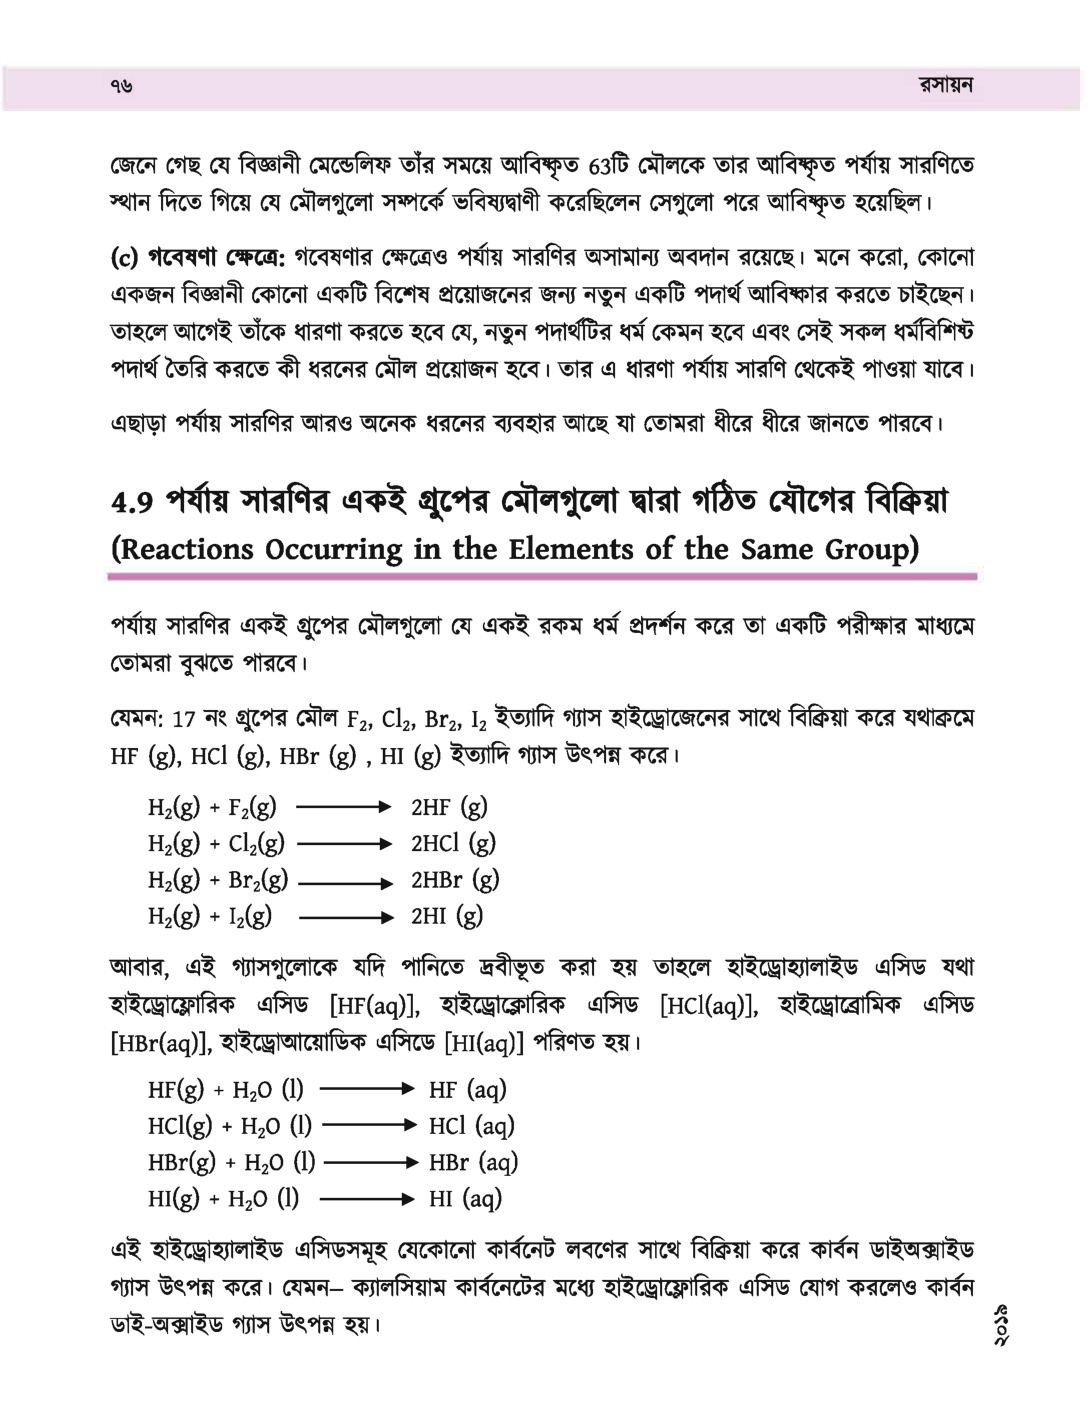 ৭৬ রসায়ন
জেনে গেছ যে বিজ্ঞানী মেন্ডেলিফ তাঁর সময়ে আবিষ্কৃত 63টি মৌলকে তার আবিষ্কৃত পর্যায় সারণিতে
স্থান দিতে গিয়ে যে মৌলগুলো সম্পর্কে ভবিষ্যদ্বাণী করেছিলেন সেগুলো পরে আবিষ্কৃত হয়েছিল।
(c) গবেষণা ক্ষেত্রে: গবেষণার ক্ষেত্রেও পর্যায় সারণির অসামান্য অবদান রয়েছে। মনে করো, কোনো
একজন বিজ্ঞানী কোনো একটি বিশেষ প্রয়োজনের জন্য নতুন একটি পদার্থ আবিষ্কার করতে চাইছেন।
তাহলে আগেই তাঁকে ধারণা করতে হবে যে, নতুন পদার্থটির ধর্ম কেমন হবে এবং সেই সকল ধর্মবিশিষ্ট
পদার্থ তৈরি করতে কী ধরনের মৌল প্রয়োজন হবে। তার এ ধারণা পর্যায় সারণি থেকেই পাওয়া যাবে।
এছাড়া পর্যায় সারণির আরও অনেক ধরনের ব্যবহার আছে যা তোমরা ধীরে ধীরে জানতে পারবে।
4.9 পর্যায় সারণির একই গ্রুপের মৌলগুলো দ্বারা গঠিত যৌগের বিক্রিয়া
(Reactions Occurring in the Elements of the Same Group)
পর্যায় সারণির একই গ্রুপের মৌলগুলো যে একই রকম ধর্ম প্রদর্শন করে তা একটি পরীক্ষার মাধ্যমে
তোমরা বুঝতে পারবে।
যেমন: 17 নং গ্রুপের মৌল F₂, Cl₂, Br₂, I₂ ইত্যাদি গ্যাস হাইড্রোজেনের সাথে বিক্রিয়া করে যথাক্রমে
HF (g), HCl (g), HBr (g) , HI (g) ইত্যাদি গ্যাস উৎপন্ন করে।
H₂(g) + F₂(g) ⟶ 2HF (g)
H₂(g) + Cl₂(g) ⟶ 2HCl (g)
H₂(g) + Br₂(g) ⟶ 2HBr (g)
H₂(g) + I₂(g) ⟶ 2HI (g)
আবার, এই গ্যাসগুলোকে যদি পানিতে দ্রবীভূত করা হয় তাহলে হাইড্রোহ্যালাইড এসিড যথা
হাইড্রোফ্লোরিক এসিড [HF(aq)], হাইড্রোক্লোরিক এসিড [HCl(aq)], হাইড্রোব্রোমিক এসিড
[HBr(aq)], হাইড্রোআয়োডিক এসিডে [HI(aq)] পরিণত হয়।
HF(g) + H₂O (l) ⟶ HF (aq)
HCl(g) + H₂O (l) ⟶ HCl (aq)
HBr(g) + H₂O (l) ⟶ HBr (aq)
HI(g) + H₂O (l) ⟶ HI (aq)
এই হাইড্রোহ্যালাইড এসিডসমূহ যেকোনো কার্বনেট লবণের সাথে বিক্রিয়া করে কার্বন ডাইঅক্সাইড
গ্যাস উৎপন্ন করে। যেমন– ক্যালসিয়াম কার্বনেটের মধ্যে হাইড্রোফ্লোরিক এসিড যোগ করলেও কার্বন
ডাই-অক্সাইড গ্যাস উৎপন্ন হয়।
২০১৯